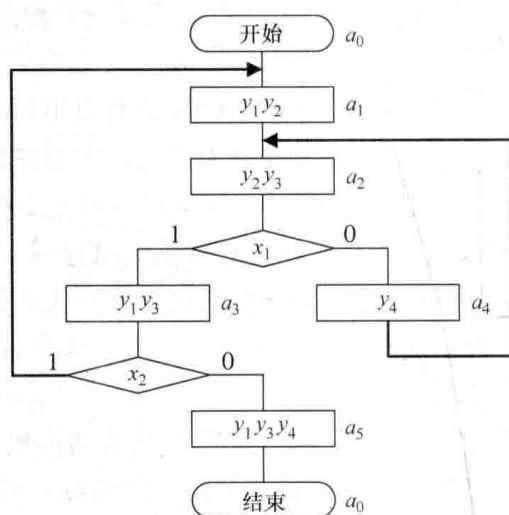 开始 a₀
y₁y₂ a₁
y₂y₃ a₂
1 x₁ 0
y₁y₃ a₃ y₄ a₄
1 x₂ 0
y₁y₃y₄ a₅
结束 a₀